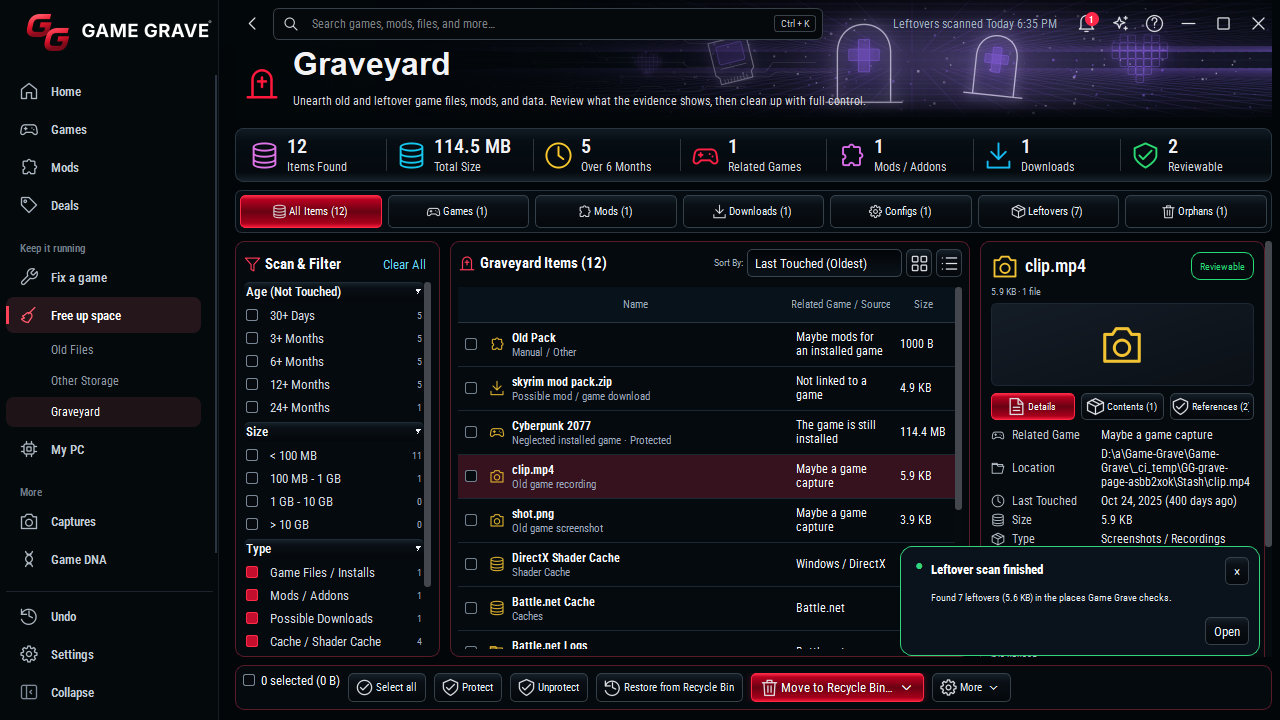 GAME GRAVE
Search games, mods, files, and more...
Ctrl + K
Leftovers scanned Today 6:35 PM
1
Home
Games
Mods
Deals
Keep it running
Fix a game
Free up space
Old Files
Other Storage
Graveyard
My PC
More
Captures
Game DNA
Undo
Settings
Collapse
Graveyard
Unearth old and leftover game files, mods, and data. Review what the evidence shows, then clean up with full control.
12
Items Found
114.5 MB
Total Size
5
Over 6 Months
1
Related Games
1
Mods / Addons
1
Downloads
2
Reviewable
All Items (12)
Games (1)
Mods (1)
Downloads (1)
Configs (1)
Leftovers (7)
Orphans (1)
Scan & Filter
Clear All
Age (Not Touched)
30+ Days 5
3+ Months 5
6+ Months 5
12+ Months 5
24+ Months 1
Size
< 100 MB 11
100 MB - 1 GB 1
1 GB - 10 GB 0
> 10 GB 0
Type
Game Files / Installs 1
Mods / Addons 1
Possible Downloads 1
Cache / Shader Cache 4
Graveyard Items (12)
Sort By:
Last Touched (Oldest)
Name
Related Game / Source
Size
Old Pack
Manual / Other
Maybe mods for
an installed game
1000 B
skyrim mod pack.zip
Possible mod / game download
Not linked to a
game
4.9 KB
Cyberpunk 2077
Neglected installed game · Protected
The game is still
installed
114.4 MB
clip.mp4
Old game recording
Maybe a game
capture
5.9 KB
shot.png
Old game screenshot
Maybe a game
capture
3.9 KB
DirectX Shader Cache
Shader Cache
Windows / DirectX
Battle.net Cache
Caches
Battle.net
Battle.net Logs
clip.mp4
Reviewable
5.9 KB · 1 file
Details
Contents (1)
References (2)
Related Game
Maybe a game capture
Location
D:\a\Game-Grave\Game-
Grave\_ci_temp\GG-grave-
page-asbb2xok\Stash\clip.mp4
Last Touched
Oct 24, 2025 (400 days ago)
Size
5.9 KB
Type
Screenshots / Recordings
Leftover scan finished
x
Found 7 leftovers (5.6 KB) in the places Game Grave checks.
Open
0 selected (0 B)
Select all
Protect
Unprotect
Restore from Recycle Bin
Move to Recycle Bin...
More